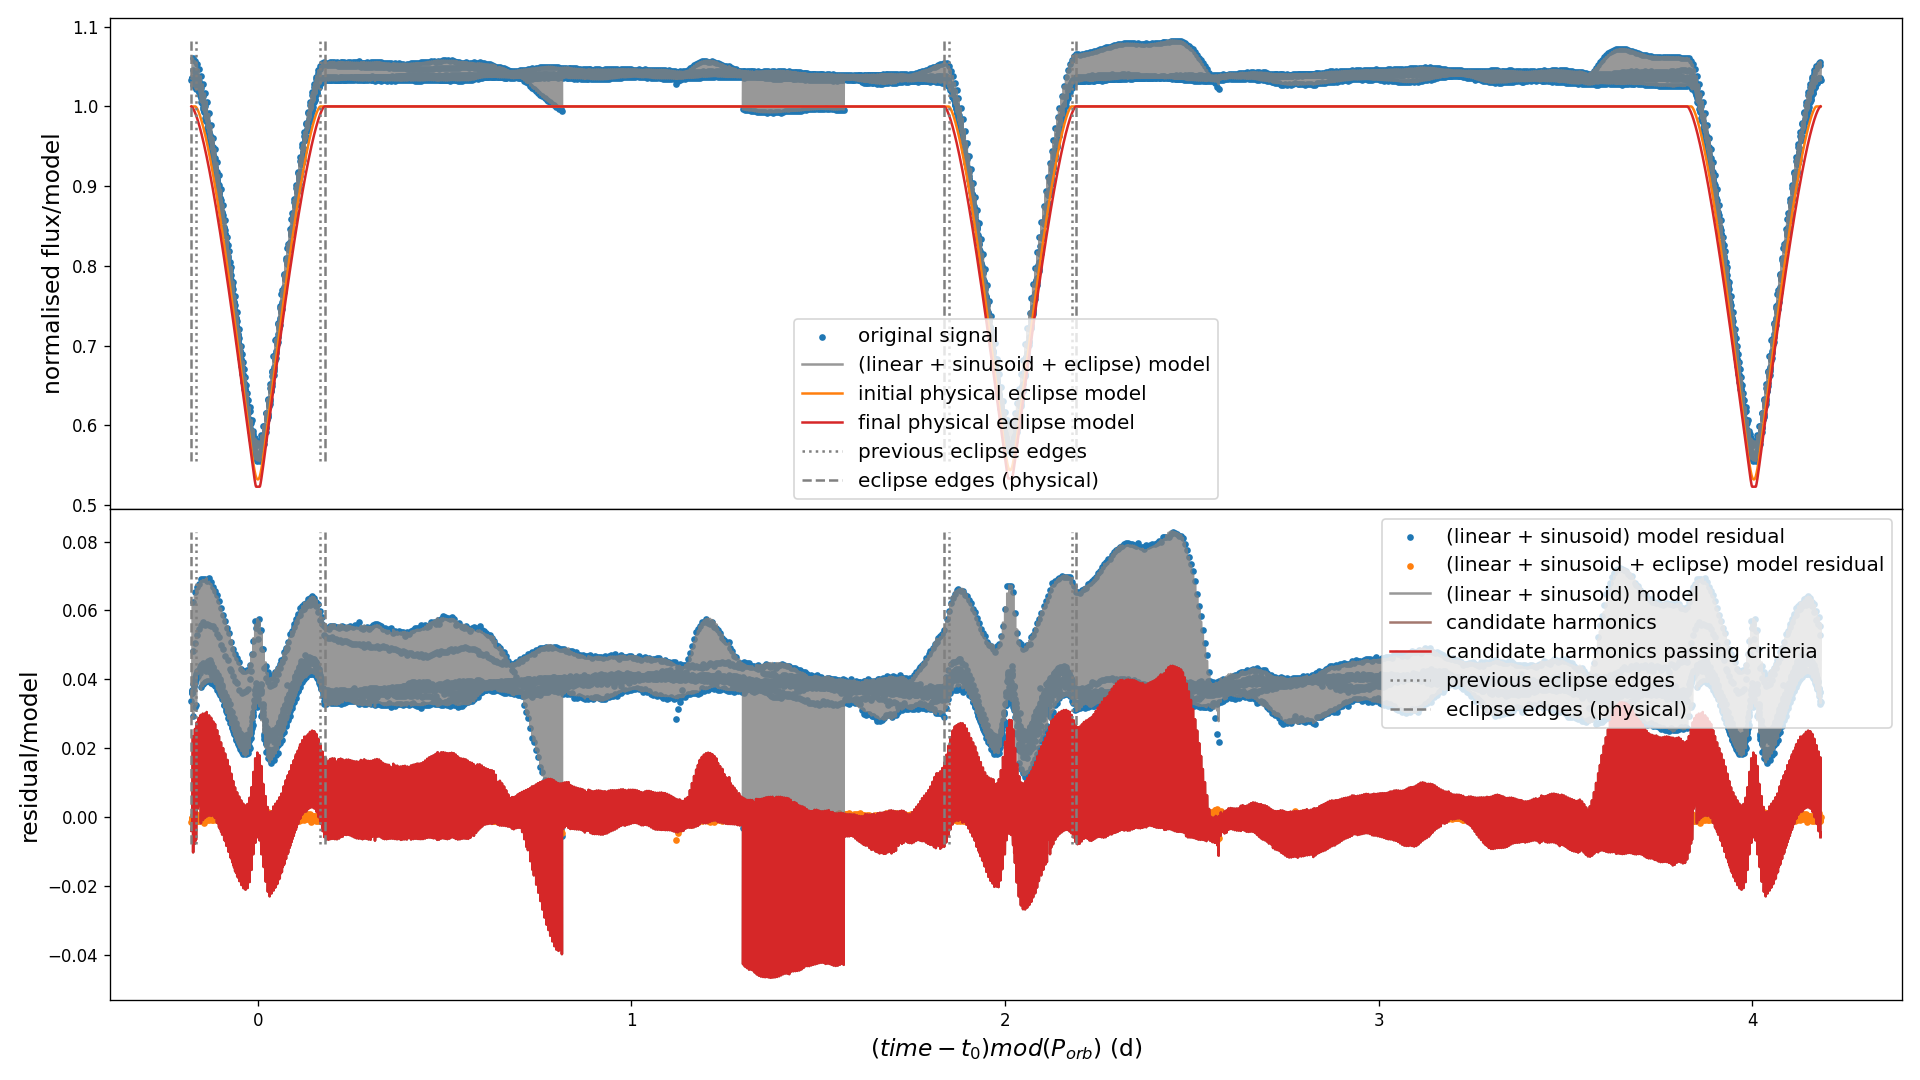 1.1
1.0
0.9
0.8
0.7
0.6
0.5
normalised flux/model
original signal
(linear + sinusoid + eclipse) model
initial physical eclipse model
final physical eclipse model
previous eclipse edges
eclipse edges (physical)
0.08
0.06
0.04
0.02
0.00
−0.02
−0.04
residual/model
(linear + sinusoid) model residual
(linear + sinusoid + eclipse) model residual
(linear + sinusoid) model
candidate harmonics
candidate harmonics passing criteria
previous eclipse edges
eclipse edges (physical)
0 1 2 3 4
(time − t₀)mod(P_orb) (d)